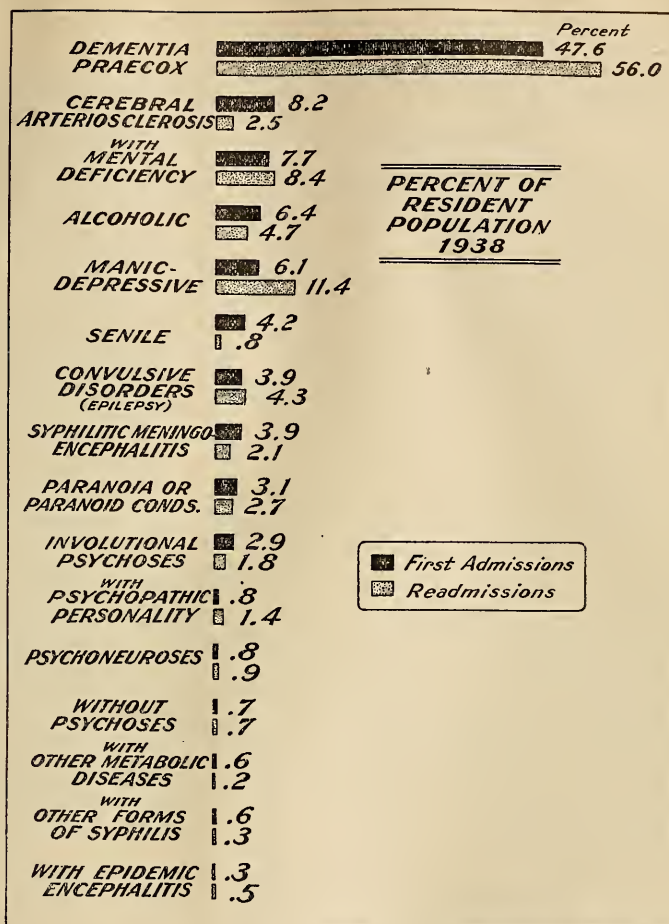 Percent
DEMENTIA 47.6
PRAECOX 56.0
CEREBRAL 8.2
ARTERIOSCLEROSIS 2.5
WITH
MENTAL 7.7
DEFICIENCY 8.4
PERCENT OF
RESIDENT
POPULATION
1938
ALCOHOLIC 6.4
4.7
MANIC- 6.1
DEPRESSIVE 11.4
SENILE 4.2
.8
CONVULSIVE 3.9
DISORDERS 4.3
(EPILEPSY)
SYPHILITIC MENINGO- 3.9
ENCEPHALITIS 2.1
PARANOIA OR 3.1
PARANOID CONDS. 2.7
INVOLUTIONAL 2.9
PSYCHOSES 1.8
First Admissions
Readmissions
WITH
PSYCHOPATHIC .8
PERSONALITY 1.4
PSYCHONEUROSES .8
.9
WITHOUT .7
PSYCHOSES .7
WITH
OTHER METABOLIC .6
DISEASES .2
WITH
OTHER FORMS .6
OF SYPHILIS .3
WITH EPIDEMIC .3
ENCEPHALITIS .5